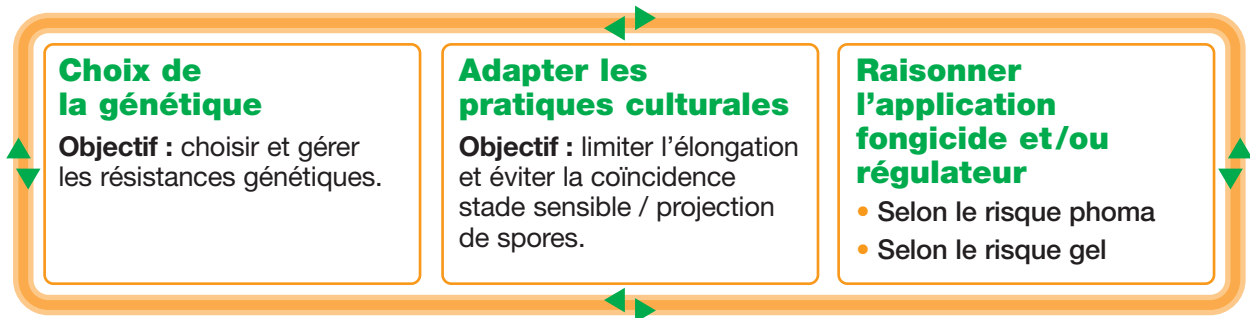 Choix de
la génétique
Objectif : choisir et gérer
les résistances génétiques.
Adapter les
pratiques culturales
Objectif : limiter l’élongation
et éviter la coïncidence
stade sensible / projection
de spores.
Raisonner
l’application
fongicide et/ou
régulateur
• Selon le risque phoma
• Selon le risque gel